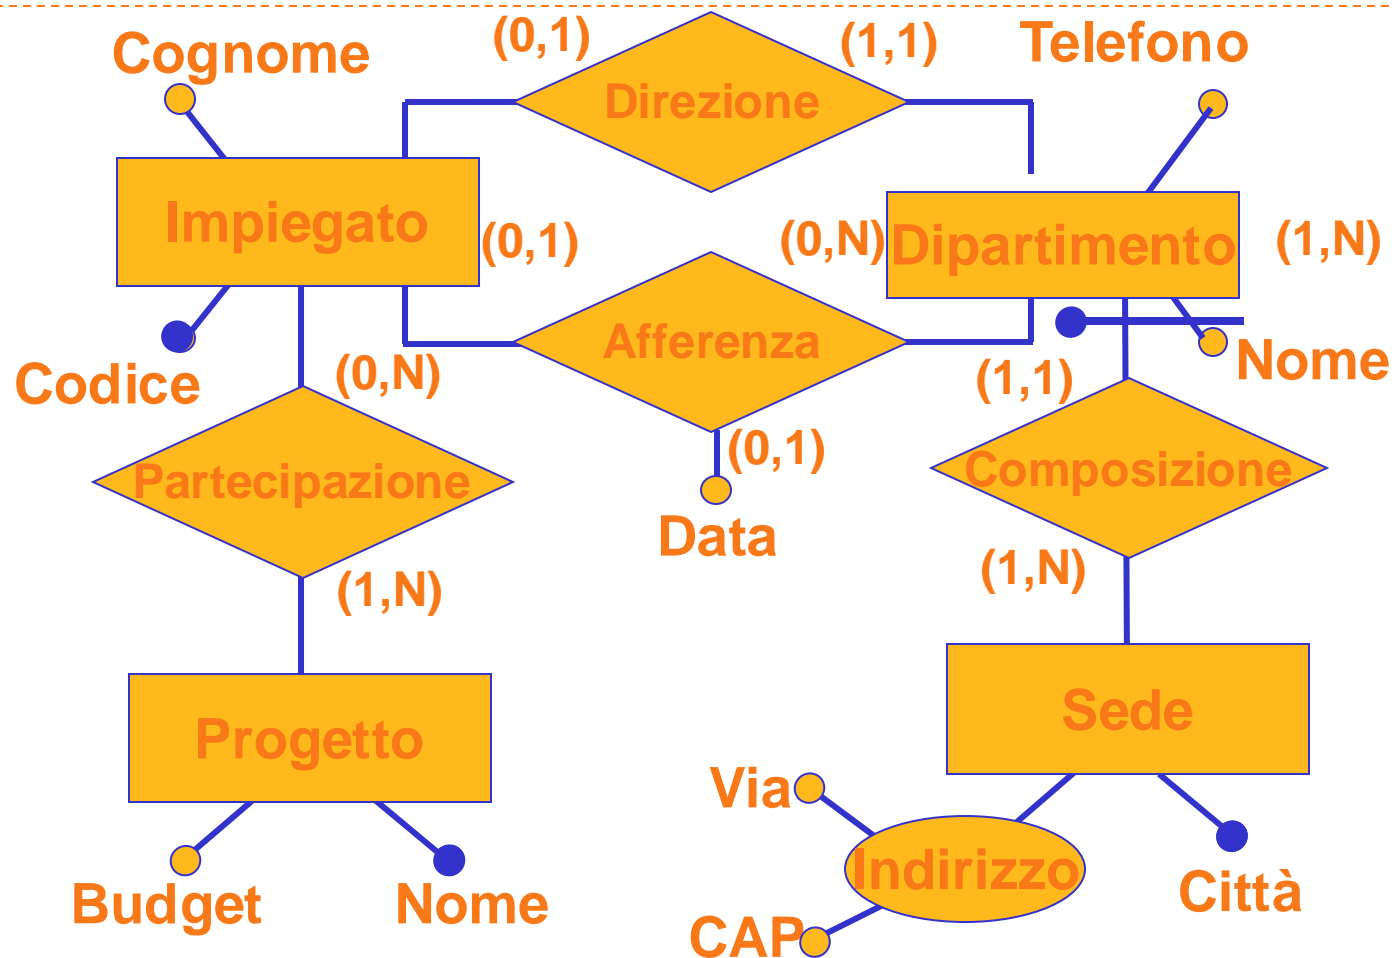 Cognome
(0,1)
Direzione
(1,1)
Telefono
Impiegato
(0,1)
(0,N)
Dipartimento
(1,N)
Codice
(0,N)
Afferenza
(1,1)
Nome
Partecipazione
(0,1)
Data
Composizione
(1,N)
(1,N)
Progetto
Sede
Via
Indirizzo
CAP
Città
Budget
Nome